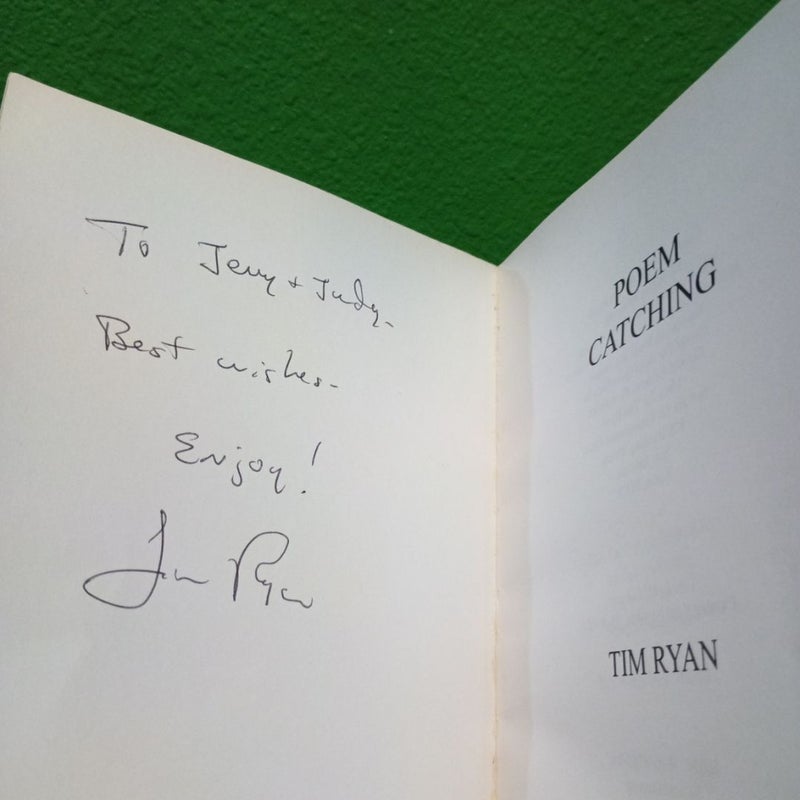 To Jerry + Judy-
Best wishes-
Enjoy!
Tim Ryan
POEM
CATCHING
TIM RYAN